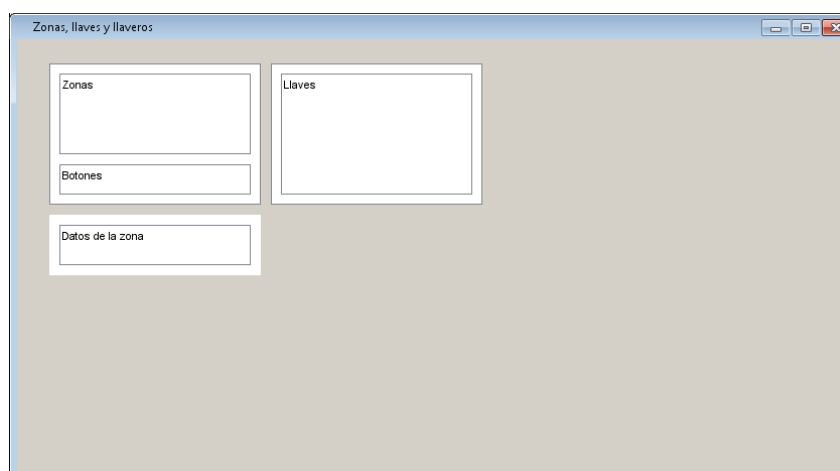 Zonas, llaves y llaveros
Zonas
Llaves
Botones
Datos de la zona